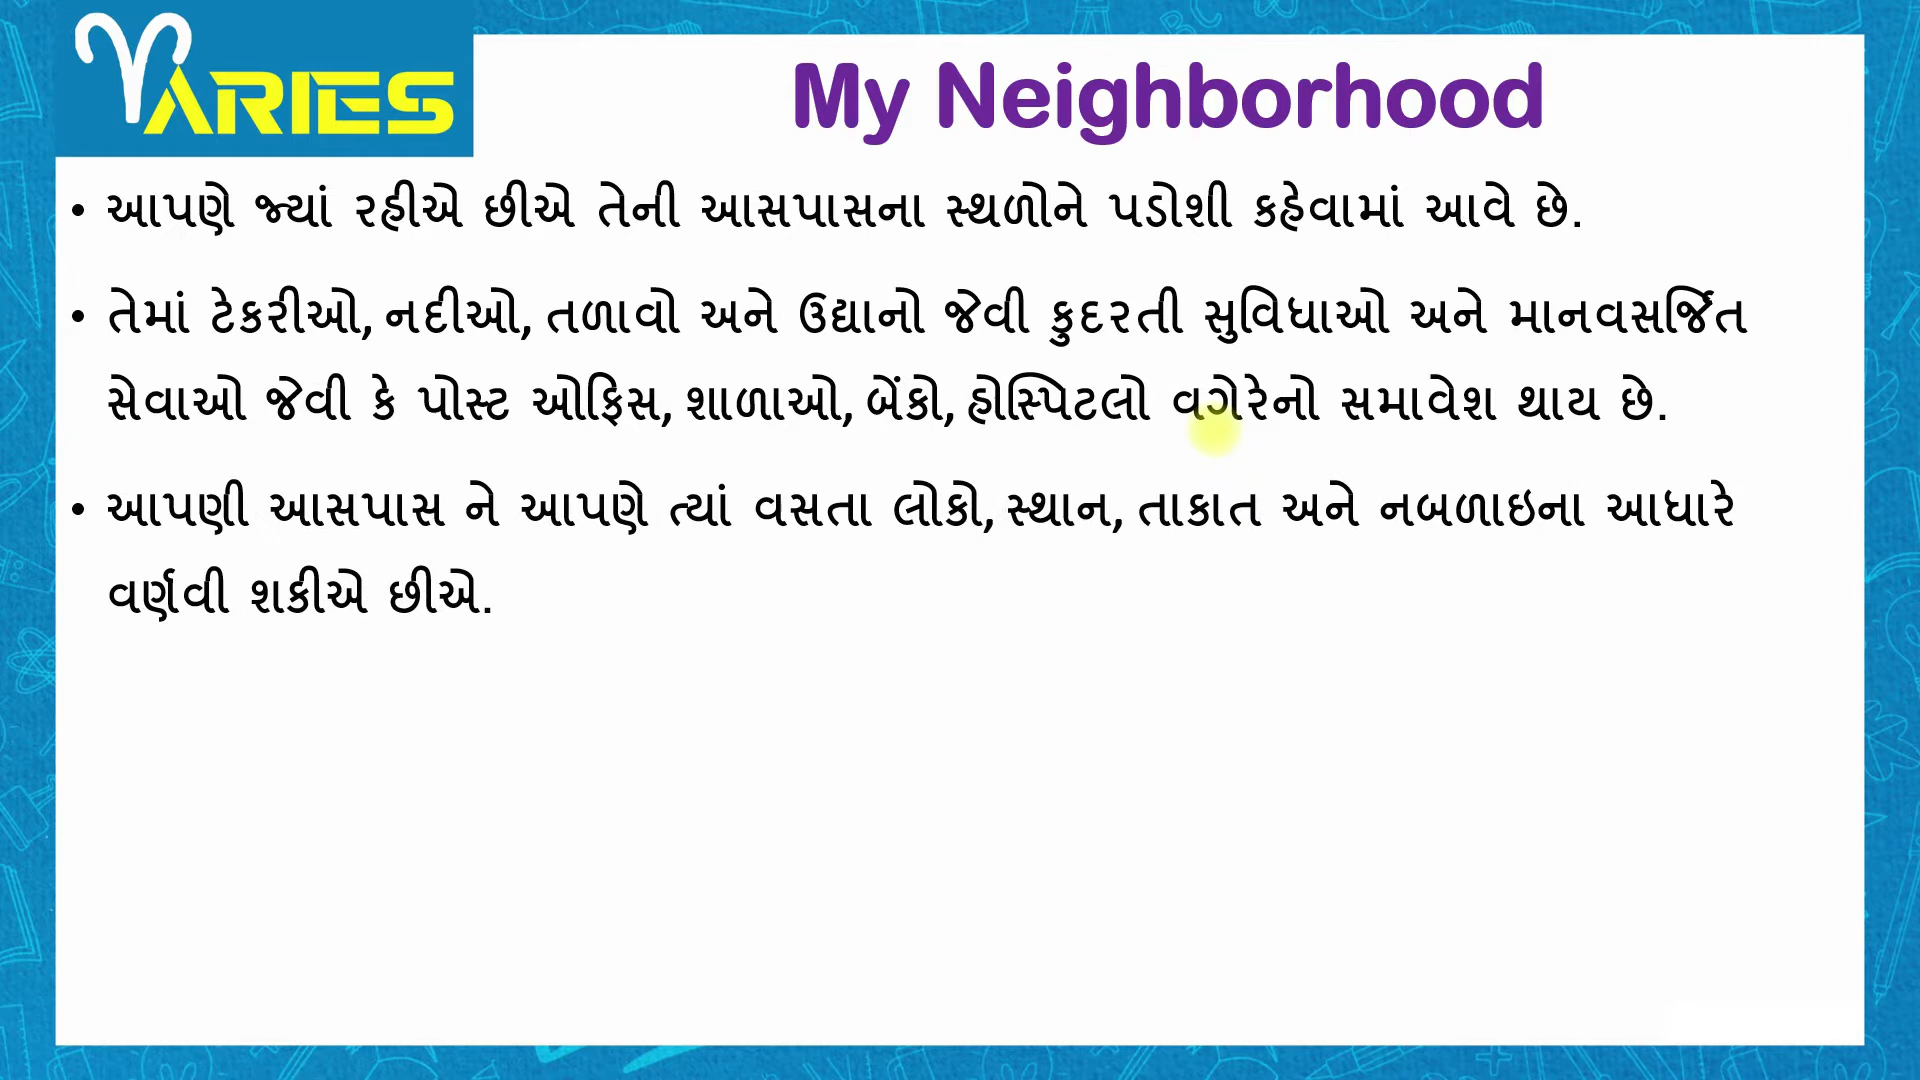 ARIES
My Neighborhood
• આપણે જ્યાં રહીએ છીએ તેની આસપાસના સ્થળોને પડોશી કહેવામાં આવે છે.
• તેમાં ટેકરીઓ, નદીઓ, તળાવો અને ઉદ્યાનો જેવી કુદરતી સુવિધાઓ અને માનવસર્જિત
સેવાઓ જેવી કે પોસ્ટ ઓફિસ, શાળાઓ, બેંકો, હોસ્પિટલો વગેરેનો સમાવેશ થાય છે.
• આપણી આસપાસ ને આપણે ત્યાં વસતા લોકો, સ્થાન, તાકાત અને નબળાઇના આધારે
વર્ણવી શકીએ છીએ.